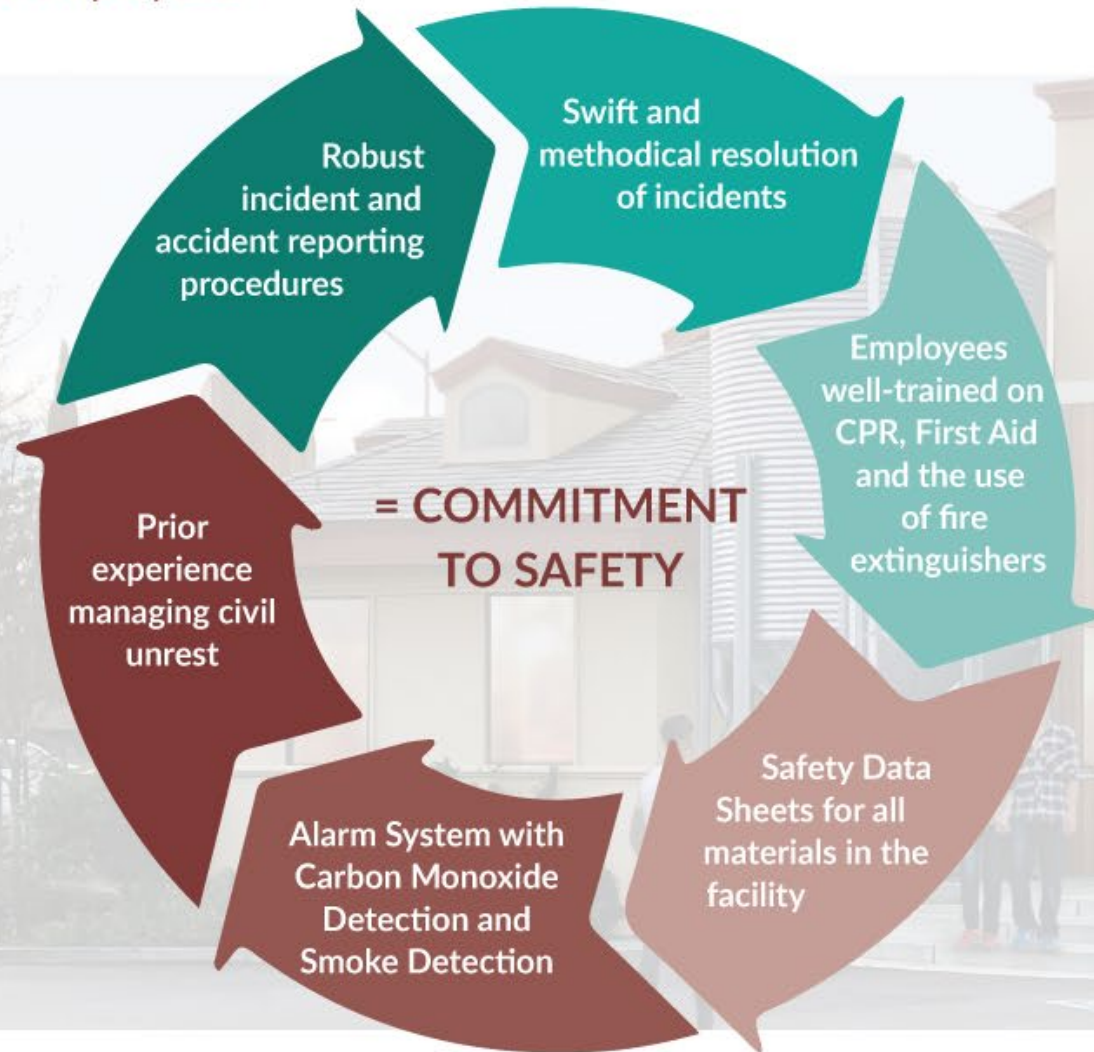 Robust
incident and
accident reporting
procedures
Swift and
methodical resolution
of incidents
Employees
well-trained on
CPR, First Aid
and the use
of fire
extinguishers
Safety Data
Sheets for all
materials in the
facility
Alarm System with
Carbon Monoxide
Detection and
Smoke Detection
Prior
experience
managing civil
unrest
= COMMITMENT
TO SAFETY